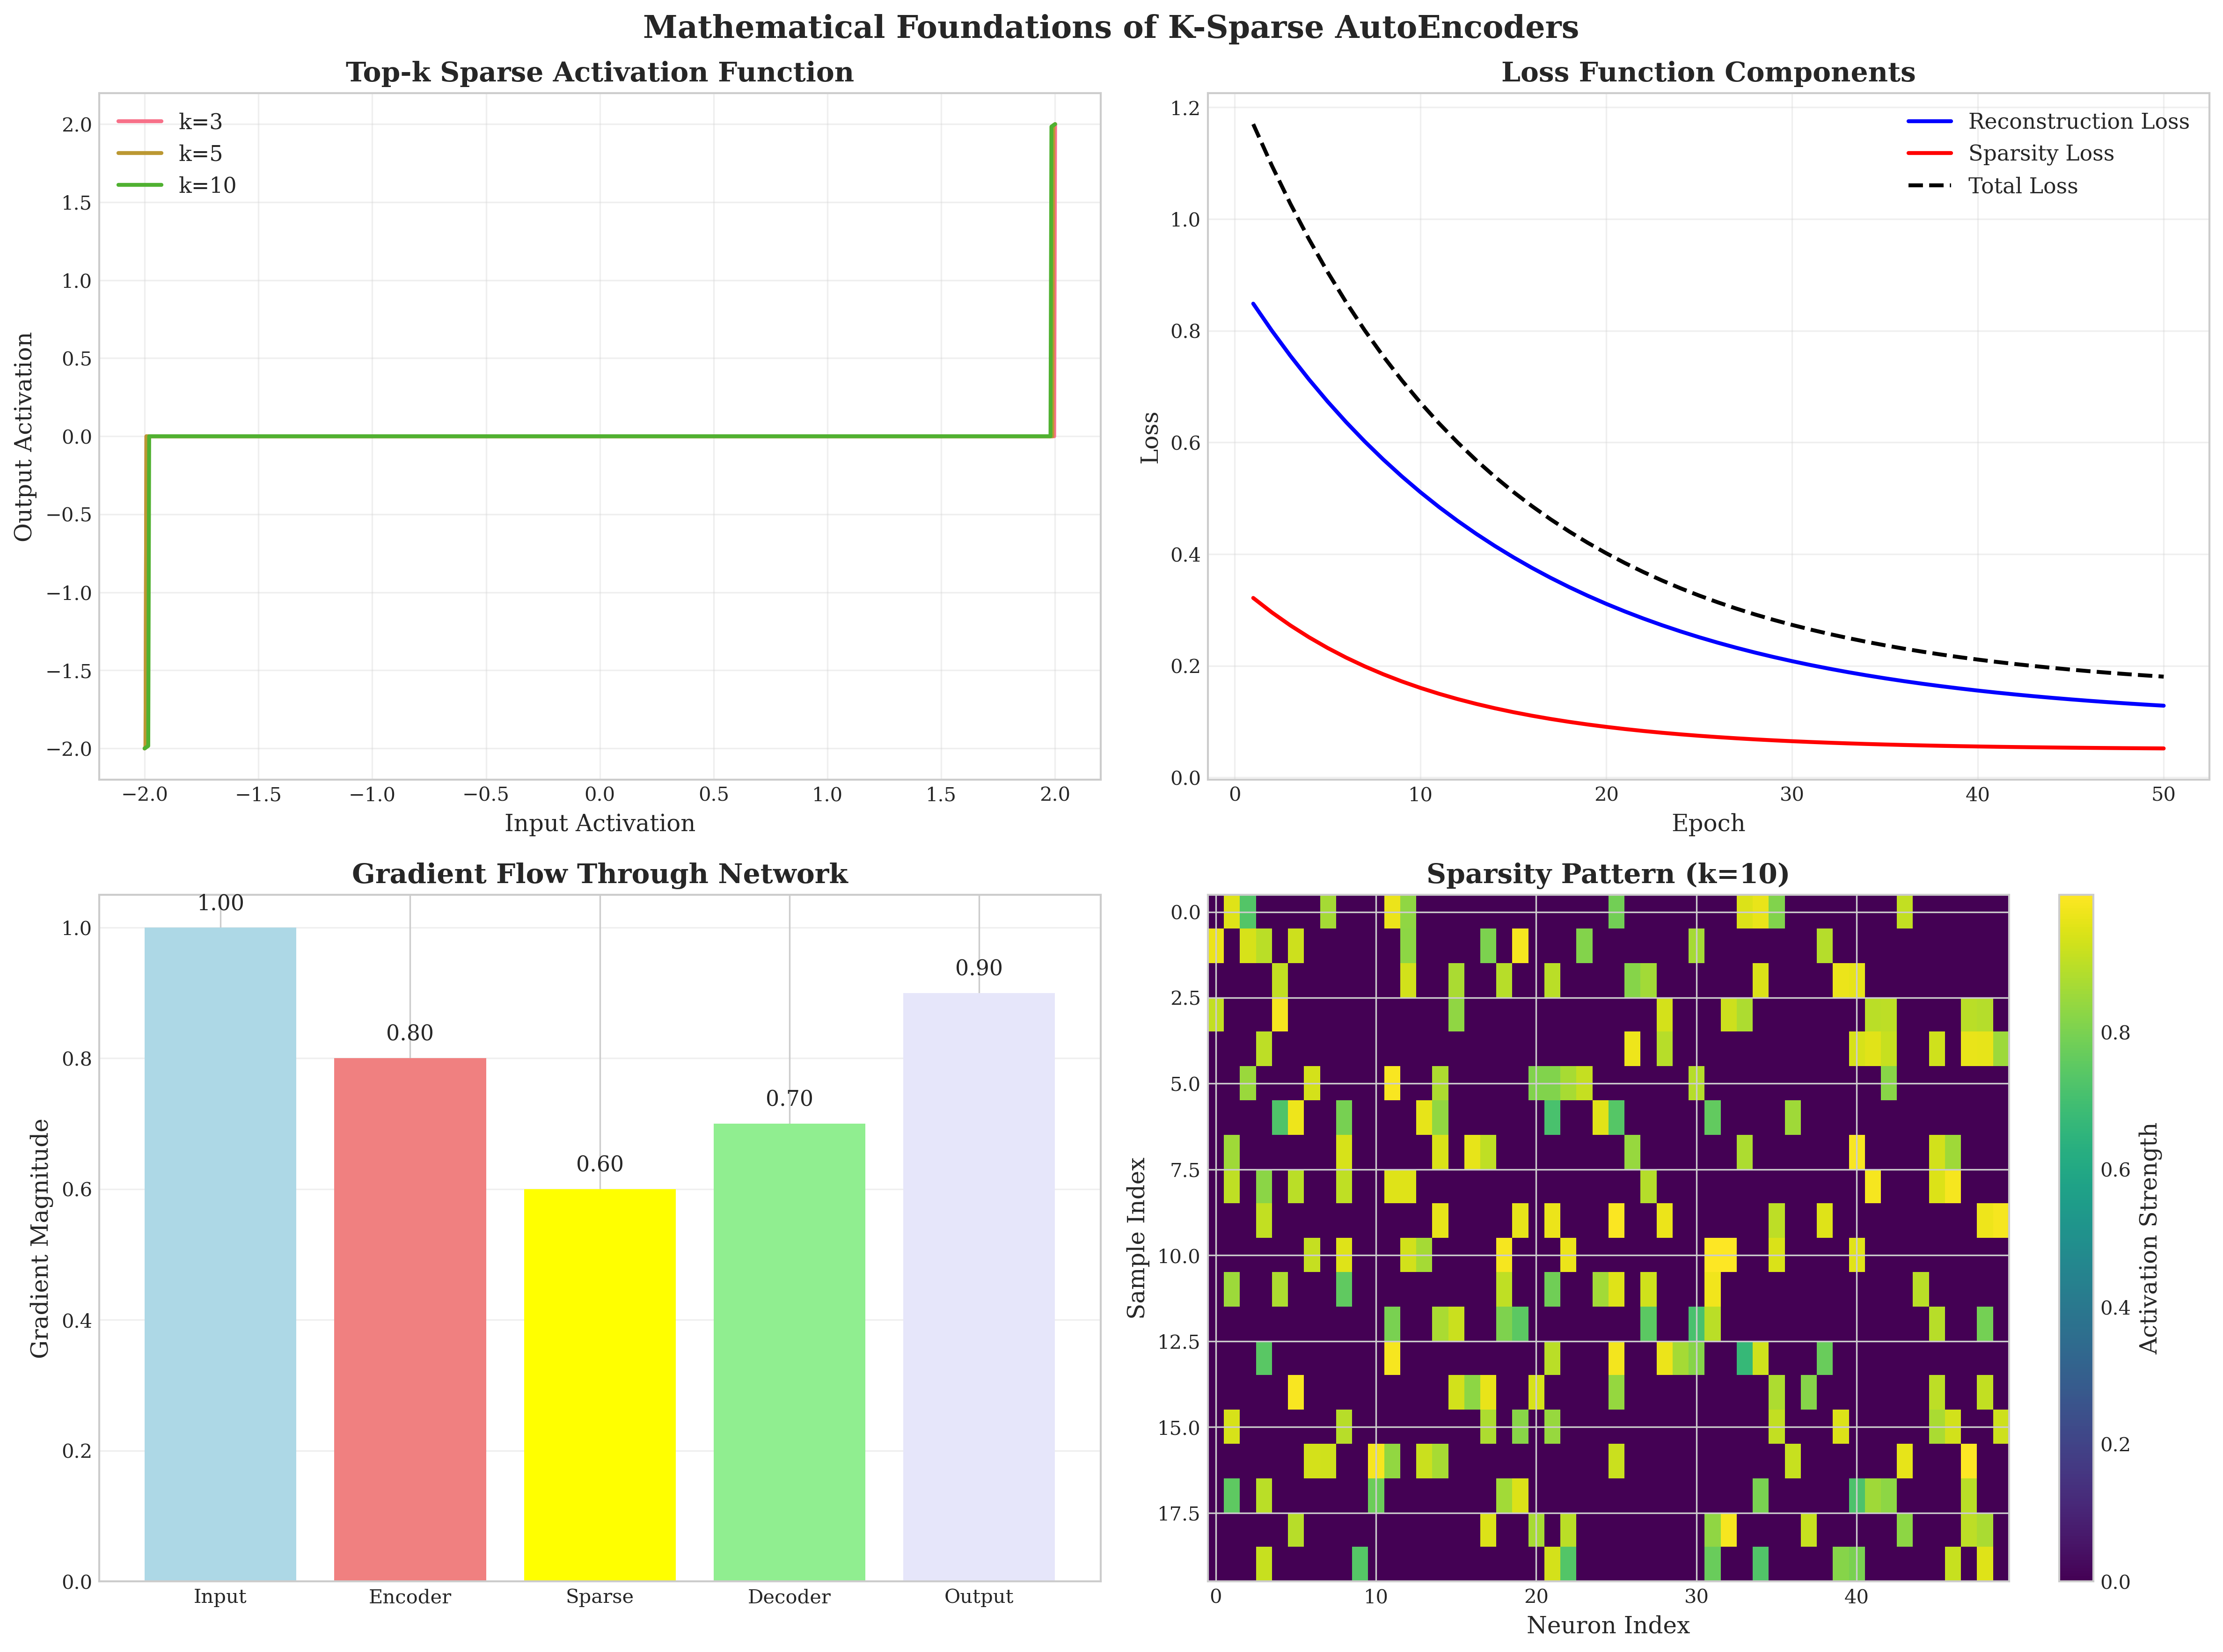 Mathematical Foundations of K-Sparse AutoEncoders
Top-k Sparse Activation Function
k=3
k=5
k=10
2.0
1.5
1.0
0.5
0.0
−0.5
−1.0
−1.5
−2.0
Output Activation
−2.0 −1.5 −1.0 −0.5 0.0 0.5 1.0 1.5 2.0
Input Activation
Loss Function Components
Reconstruction Loss
Sparsity Loss
Total Loss
1.2
1.0
0.8
0.6
0.4
0.2
0.0
Loss
0 10 20 30 40 50
Epoch
Gradient Flow Through Network
1.00
0.80
0.60
0.70
0.90
1.0
0.8
0.6
0.4
0.2
0.0
Gradient Magnitude
Input Encoder Sparse Decoder Output
Sparsity Pattern (k=10)
0.0
2.5
5.0
7.5
10.0
12.5
15.0
17.5
Sample Index
0 10 20 30 40
Neuron Index
0.8
0.6
0.4
0.2
0.0
Activation Strength